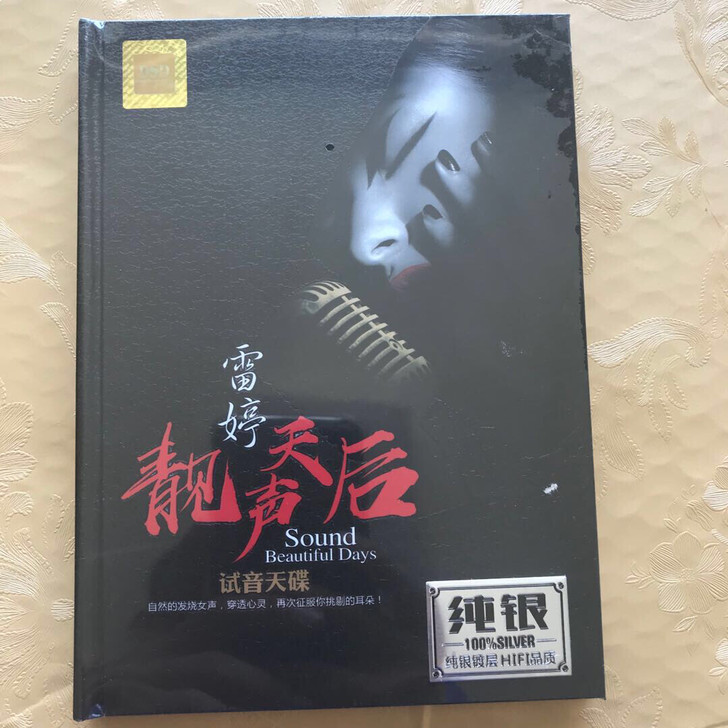 雷婷
靓声天后
Sound
Beautiful Days
试音天碟
自然的发烧女声，穿透心灵，再次征服你挑剔的耳朵！
纯银
100%SILVER
纯银镀层HIFI品质